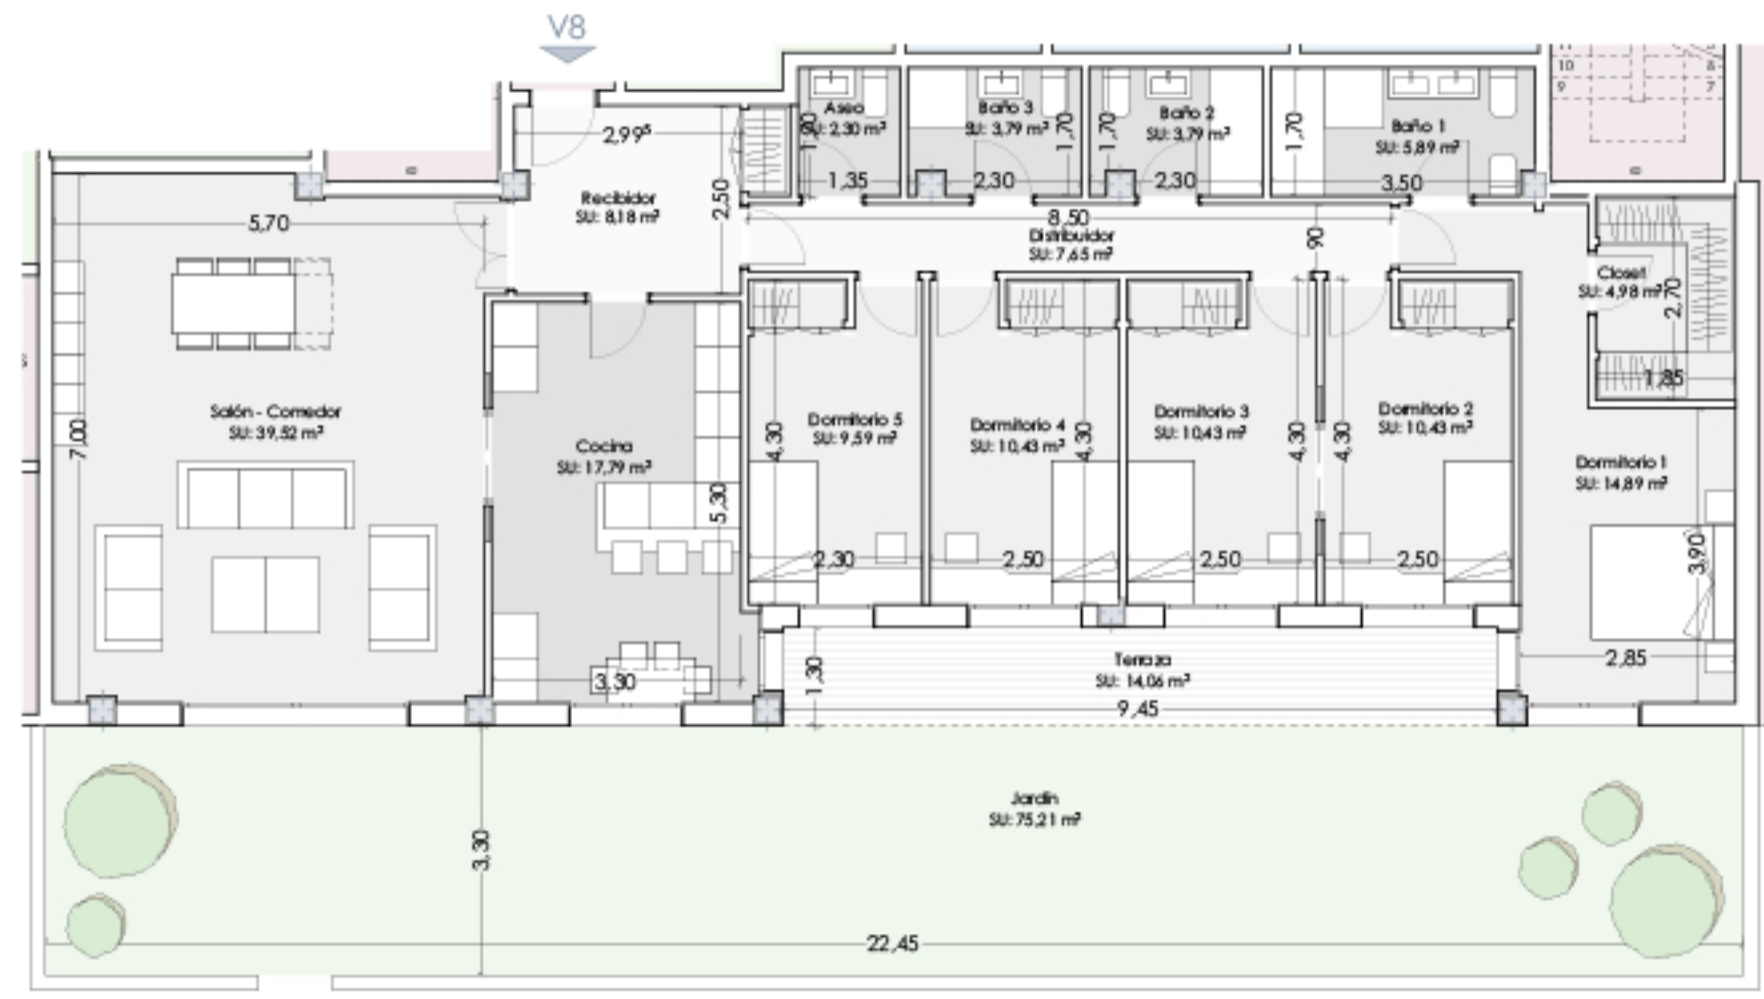 V8
10
9
8
7
Aseo
SU: 2,30 m²
1,35
Baño 3
SU: 3,79 m²
1,70
2,30
Baño 2
SU: 3,79 m²
1,70
2,30
Baño 1
SU: 5,89 m²
1,70
3,50
2,99⁵
Recibidor
SU: 8,18 m²
2,50
5,70
8,50
Distribuidor
SU: 7,65 m²
90
Closet
SU: 4,98 m²
2,70
1,85
Salón - Comedor
SU: 39,52 m²
7,00
Cocina
SU: 17,79 m²
5,30
3,30
Dormitorio 5
SU: 9,59 m²
4,30
2,30
Dormitorio 4
SU: 10,43 m²
4,30
2,50
Dormitorio 3
SU: 10,43 m²
4,30
2,50
Dormitorio 2
SU: 10,43 m²
4,30
2,50
Dormitorio 1
SU: 14,89 m²
3,90
2,85
Terraza
SU: 14,06 m²
1,30
9,45
Jardín
SU: 75,21 m²
3,30
22,45